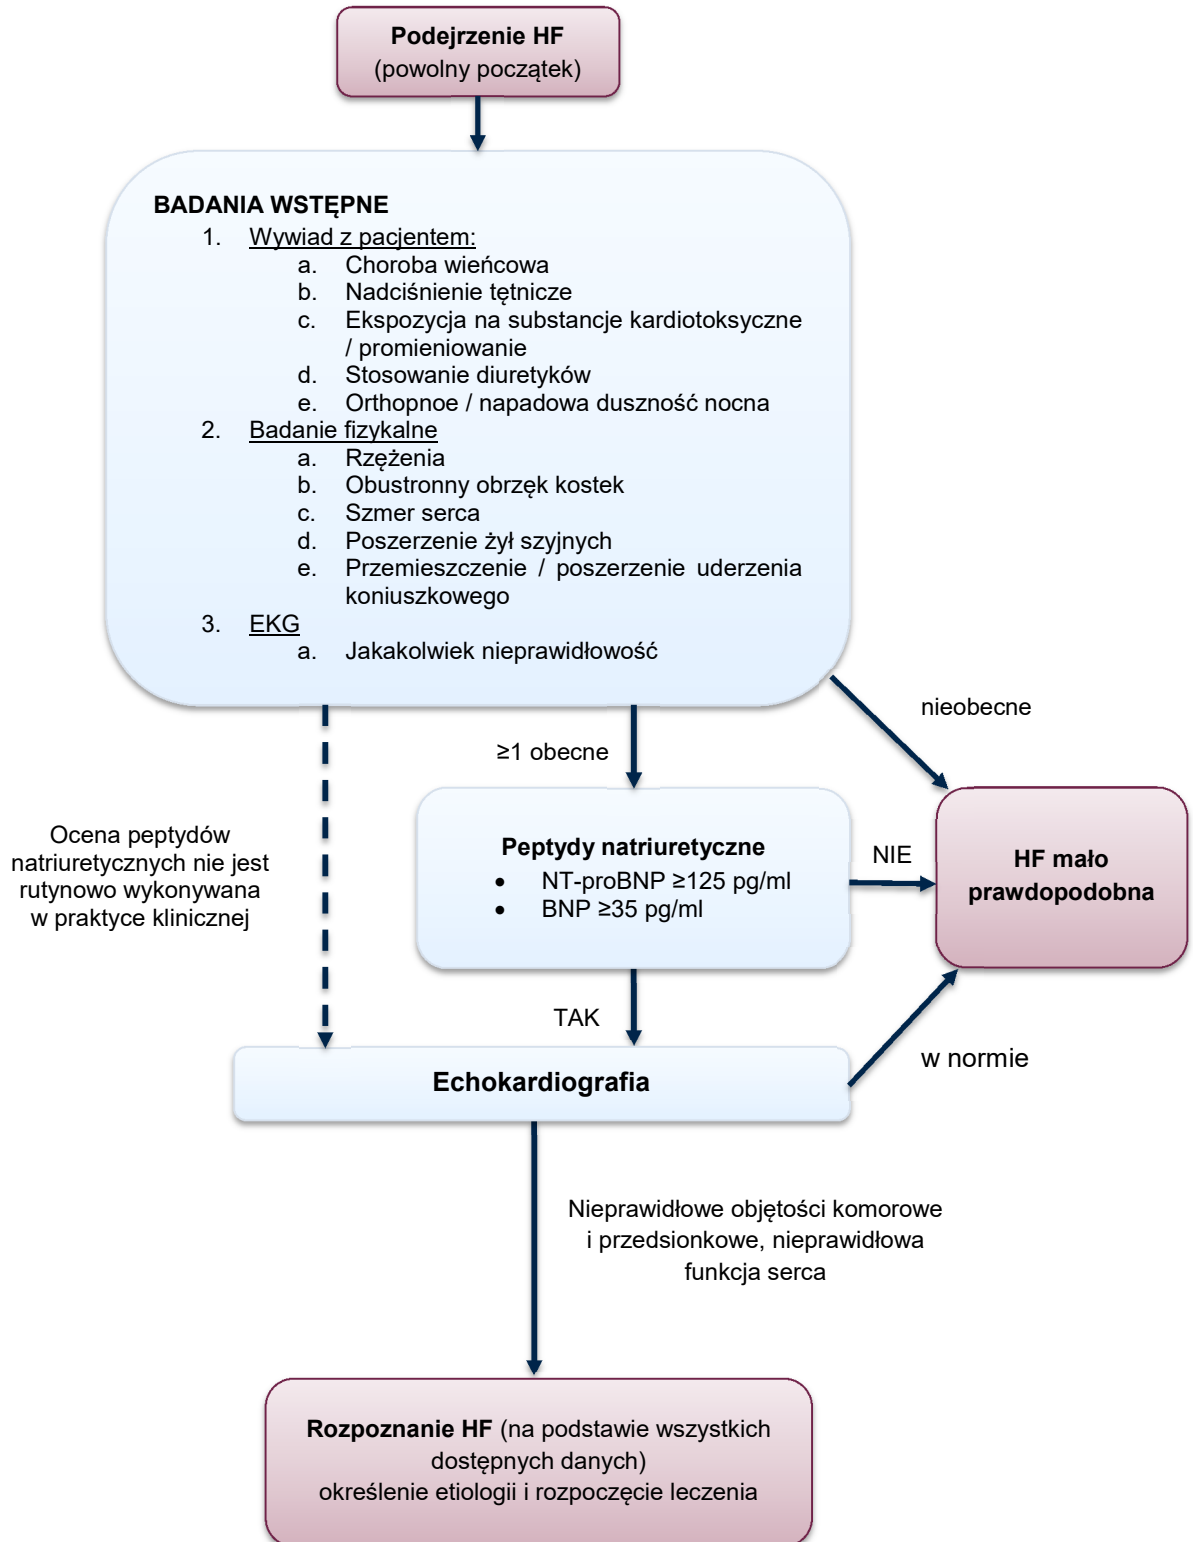 Podejrzenie HF
(powolny początek)
BADANIA WSTĘPNE
1. Wywiad z pacjentem:
a. Choroba wieńcowa
b. Nadciśnienie tętnicze
c. Ekspozycja na substancje kardiotoksyczne
/ promieniowanie
d. Stosowanie diuretyków
e. Orthopnoe / napadowa duszność nocna
2. Badanie fizykalne
a. Rzężenia
b. Obustronny obrzęk kostek
c. Szmer serca
d. Poszerzenie żył szyjnych
e. Przemieszczenie / poszerzenie uderzenia
koniuszkowego
3. EKG
a. Jakakolwiek nieprawidłowość
nieobecne
≥1 obecne
Ocena peptydów
natriuretycznych nie jest
rutynowo wykonywana
w praktyce klinicznej
Peptydy natriuretyczne
• NT-proBNP ≥125 pg/ml
• BNP ≥35 pg/ml
NIE
HF mało
prawdopodobna
TAK
w normie
Echokardiografia
Nieprawidłowe objętości komorowe
i przedsionkowe, nieprawidłowa
funkcja serca
Rozpoznanie HF (na podstawie wszystkich
dostępnych danych)
określenie etiologii i rozpoczęcie leczenia